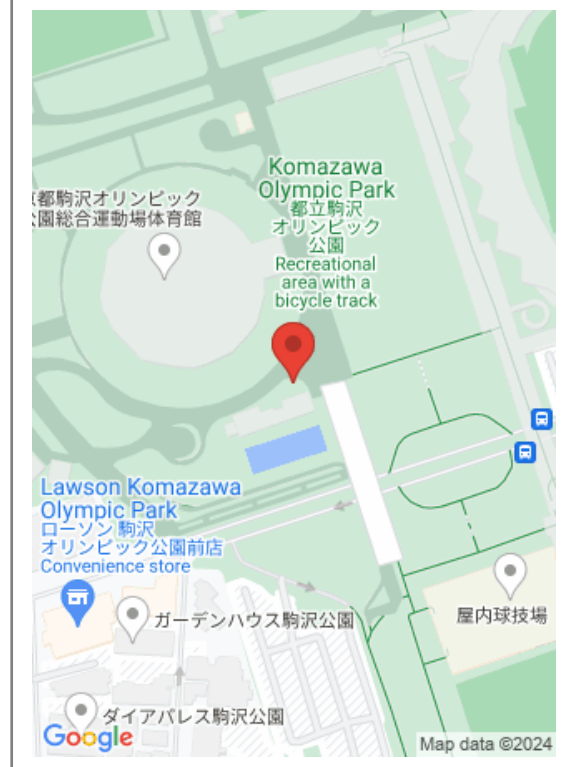 Komazawa
Olympic Park
都立駒沢
オリンピック
公園
Recreational
area with a
bicycle track
都駒沢オリンピック
公園総合運動場体育館
Lawson Komazawa
Olympic Park
ローソン 駒沢
オリンピック公園前店
Convenience store
屋内球技場
ガーデンハウス駒沢公園
ダイアパレス駒沢公園
Google
Map data ©2024